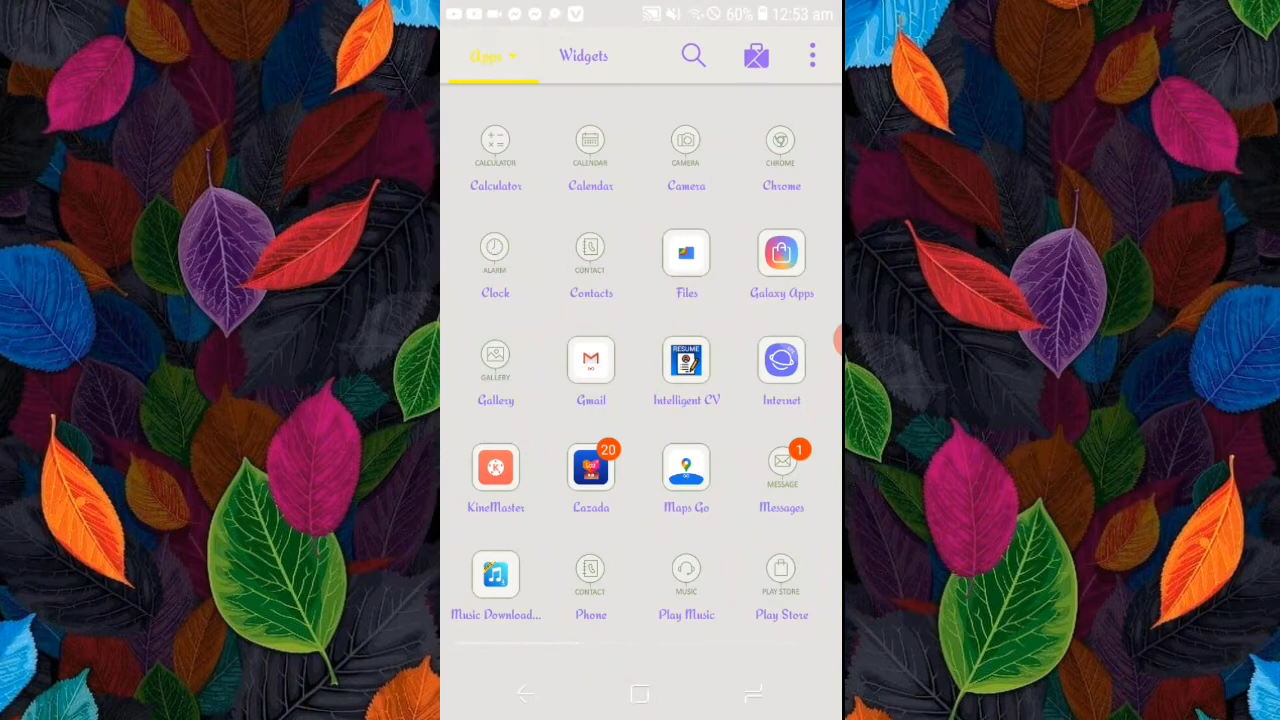 60% 12:53 am
Apps Widgets
CALCULATOR CALENDAR CAMERA CHROME
Calculator Calendar Camera Chrome
ALARM CONTACT
Clock Contacts Files Galaxy Apps
RESUME
GALLERY
Gallery Gmail Intelligent CV Internet
20 1
MESSAGE
KineMaster Lazada Maps Go Messages
CONTACT MUSIC PLAY STORE
Music Download... Phone Play Music Play Store